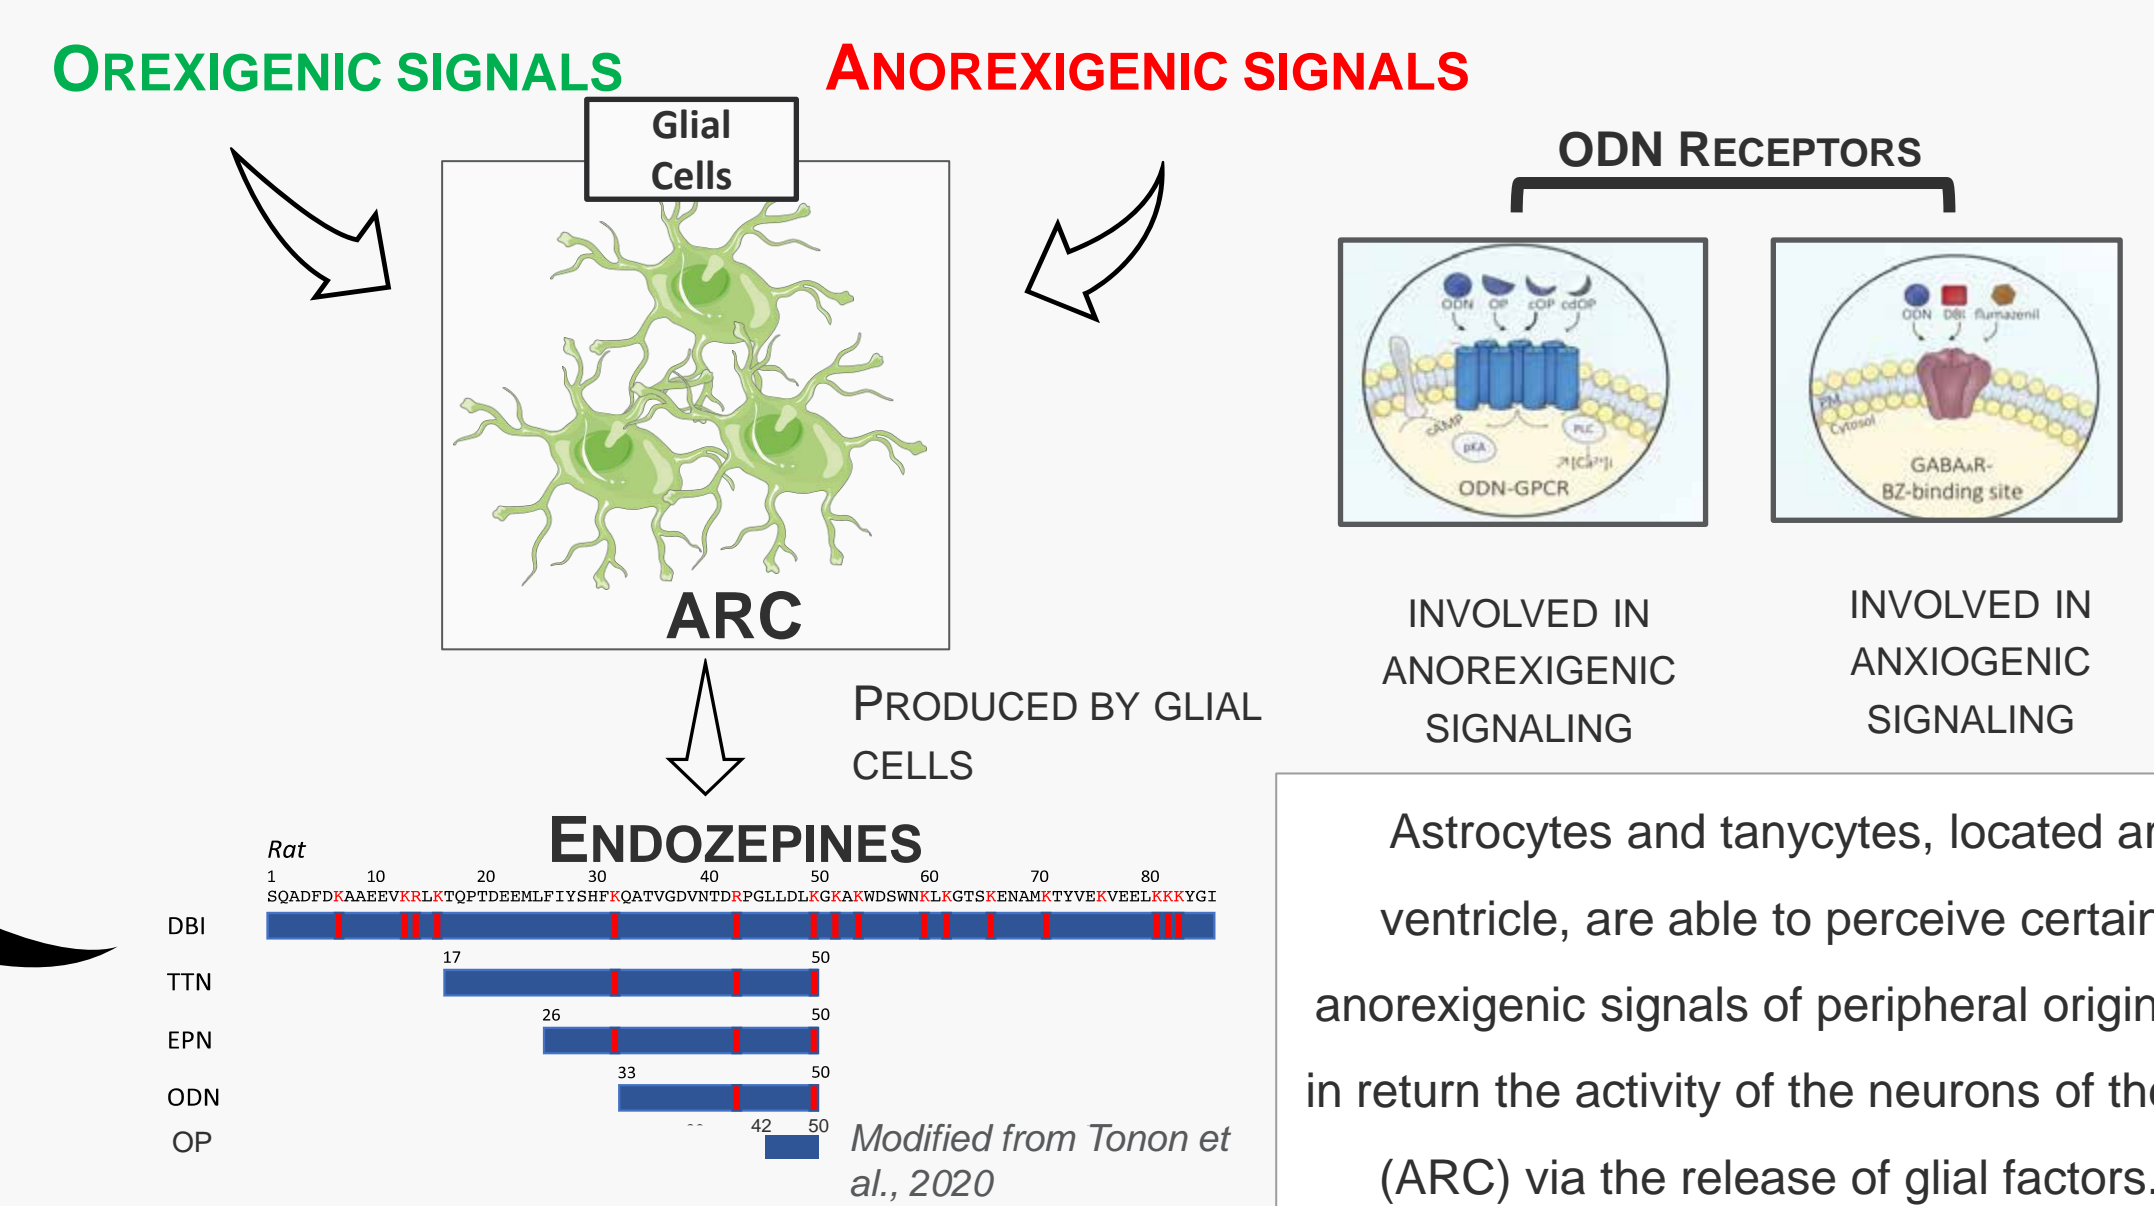 OREXIGENIC SIGNALS
ANOREXIGENIC SIGNALS
Glial
Cells
ARC
PRODUCED BY GLIAL
CELLS
ENDOZEPINES
Rat
1 10 20 30 40 50 60 70 80
SQADFDKAAEEVKRLKTQPTDEEMLFIYSHFKQATVGDVNTDRPGLLDLKGKAKWDSWNKLKGTSKENAMKTYVEKVEELKKKYGI
DBI
17 50
TTN
26 50
EPN
33 50
ODN
42 50
OP
Modified from Tonon et
al., 2020
ODN RECEPTORS
ODN OP cOP cdOP
cAMP
PKA
PLC
↗[Ca²⁺]i
ODN-GPCR
ODN DBI flumazenil
PM
Cytosol
GABAAR-
BZ-binding site
INVOLVED IN
ANOREXIGENIC
SIGNALING
INVOLVED IN
ANXIOGENIC
SIGNALING
Astrocytes and tanycytes, located
ventricle, are able to perceive certain
anorexigenic signals of peripheral origin
in return the activity of the neurons of the
(ARC) via the release of glial factors.